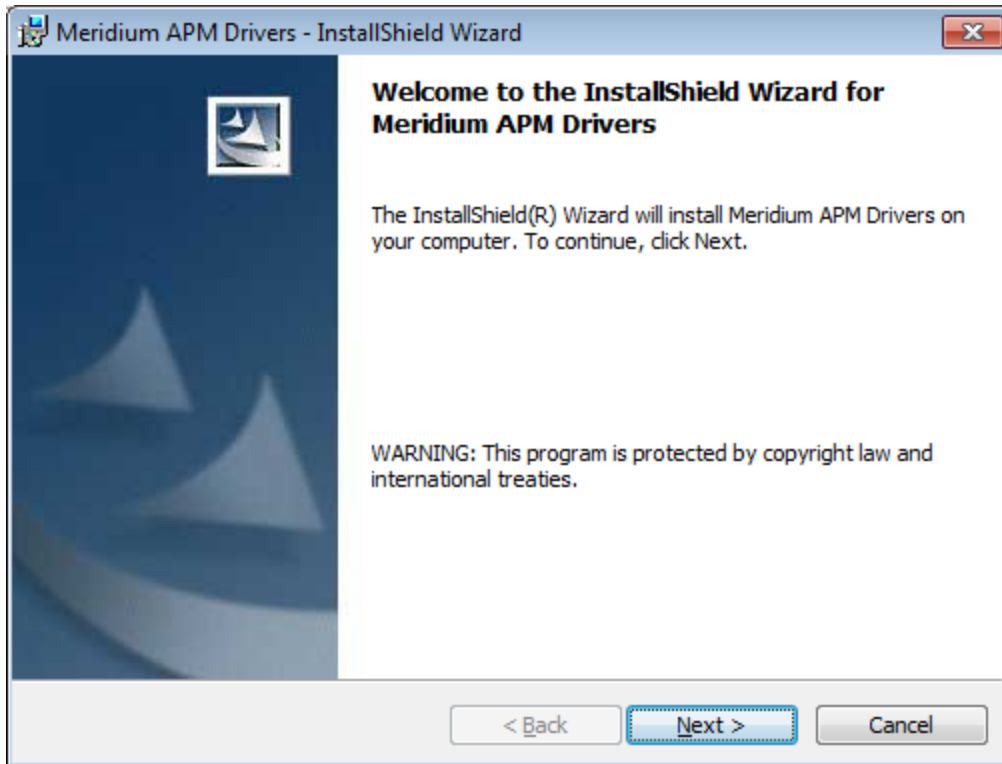 Meridium APM Drivers - InstallShield Wizard
Welcome to the InstallShield Wizard for
Meridium APM Drivers
The InstallShield(R) Wizard will install Meridium APM Drivers on
your computer. To continue, click Next.
WARNING: This program is protected by copyright law and
international treaties.
< Back
Next >
Cancel